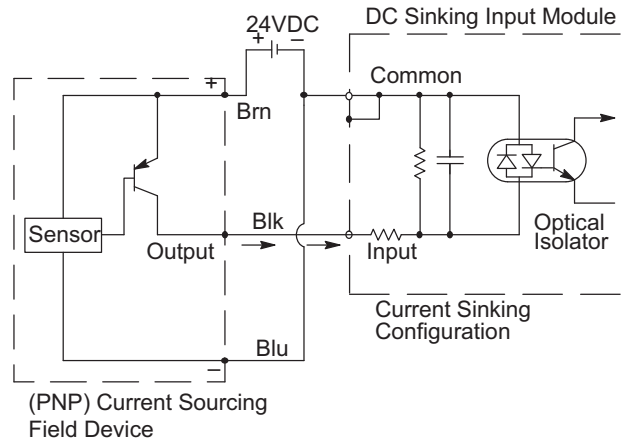 DC Sinking Input Module
24VDC
+ −
+
Brn
Common
Sensor
Output
Blk
Input
Optical
Isolator
Current Sinking
Configuration
Blu
−
(PNP) Current Sourcing
Field Device